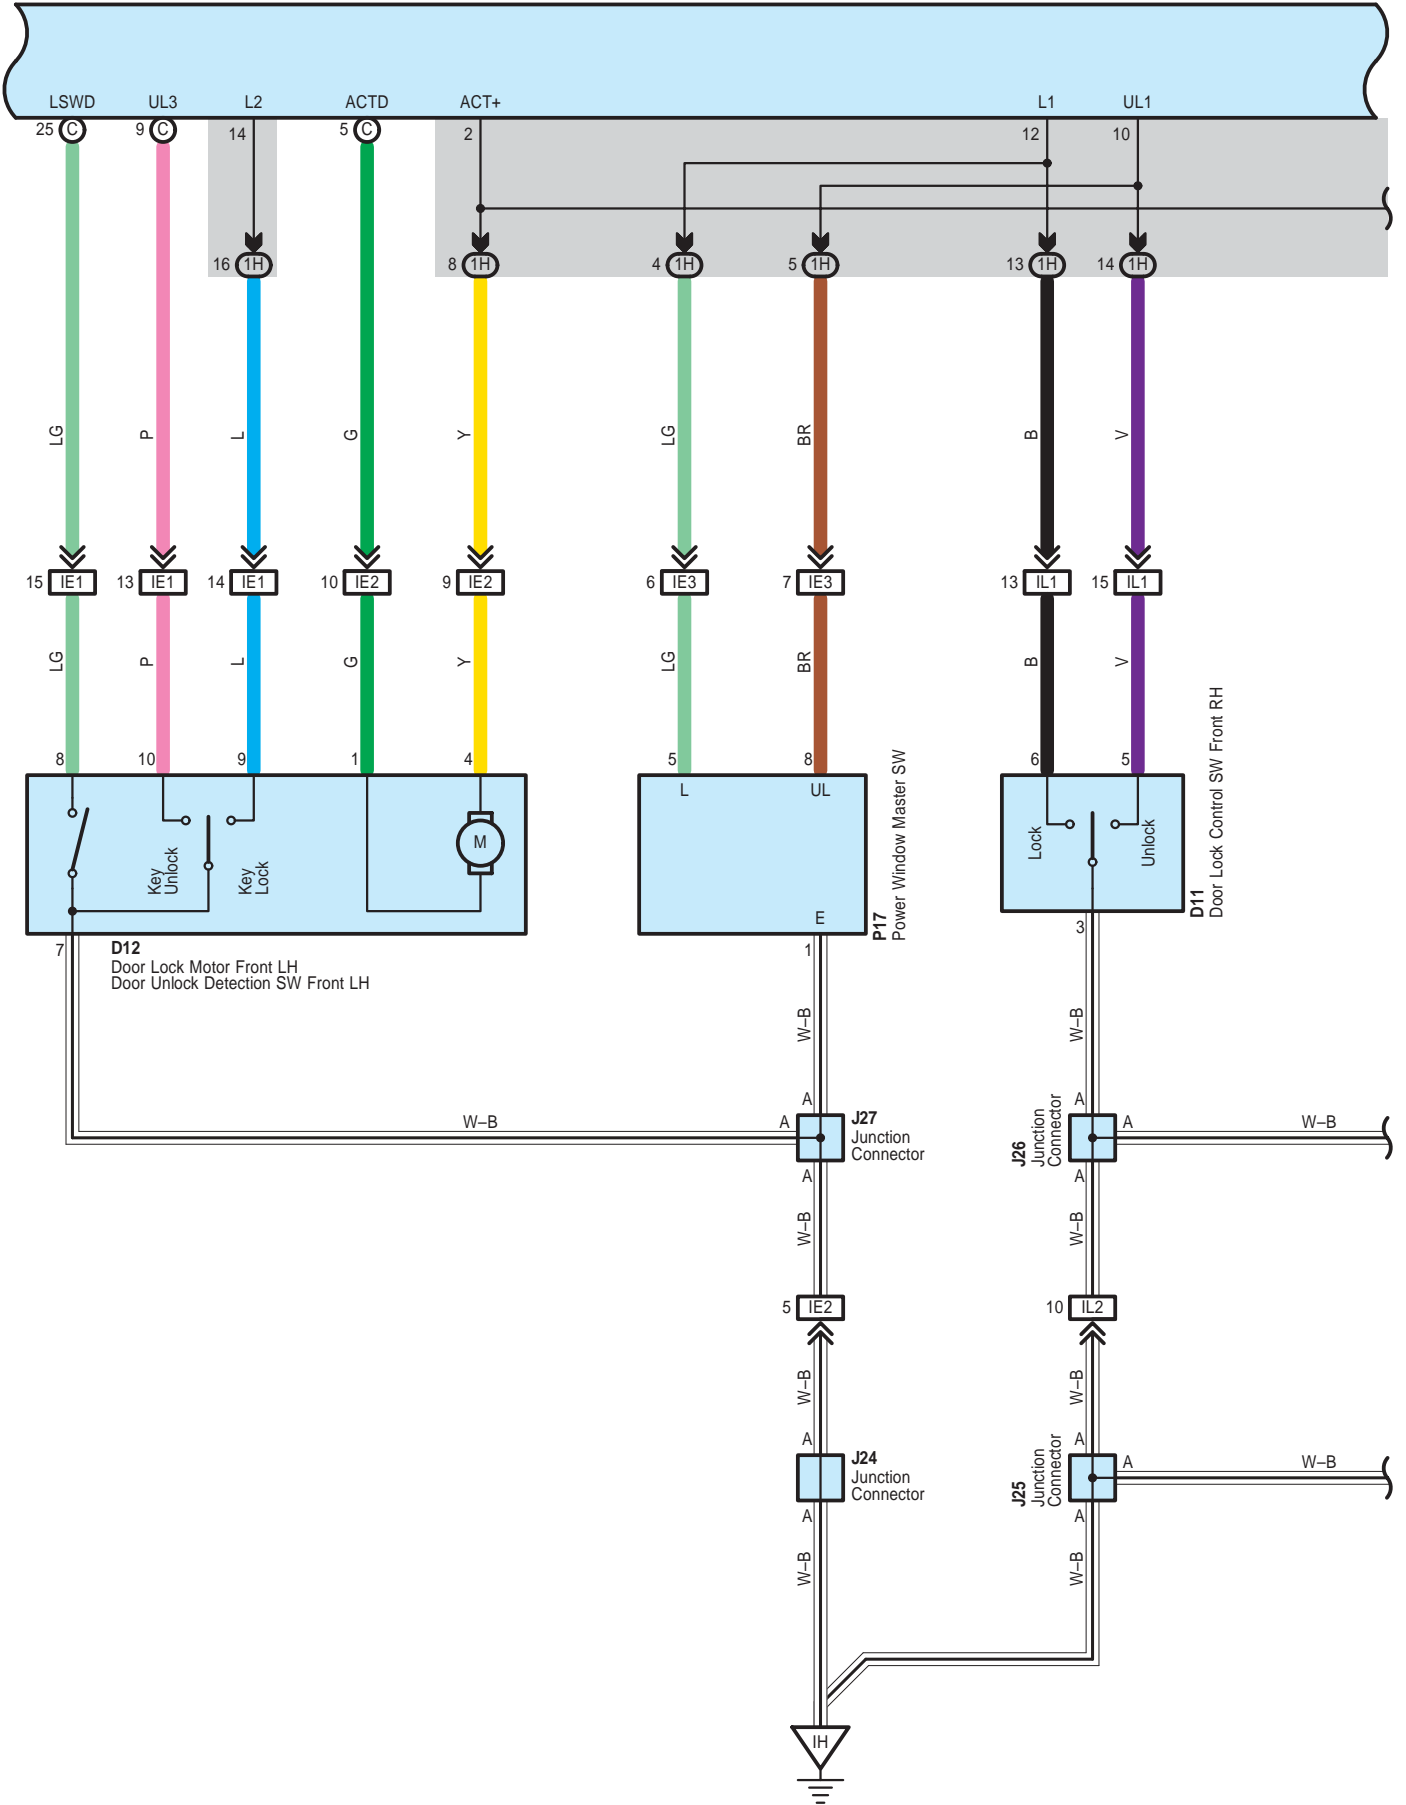 LSWD UL3 L2 ACTD ACT+ L1 UL1
25 C 9 C 14 5 C 2 12 10
16 1H 8 1H 4 1H 5 1H 13 1H 14 1H
LG P L G Y LG BR B V
15 IE1 13 IE1 14 IE1 10 IE2 9 IE2 6 IE3 7 IE3 13 IL1 15 IL1
LG P L G Y LG BR B V
8 10 9 1 4 5 8 6 5
L UL
M
Key
Unlock
Key
Lock
Lock
Unlock
E
P17
Power Window Master SW
D11
Door Lock Control SW Front RH
7
D12
Door Lock Motor Front LH
Door Unlock Detection SW Front LH
1
3
W–B
W–B
A
A
W–B
A
J27
Junction
Connector
J26
Junction
Connector
A
W–B
A
A
W–B
W–B
5 IE2
10 IL2
W–B
W–B
A
A
J24
Junction
Connector
J25
Junction
Connector
A
W–B
A
A
W–B
W–B
IH